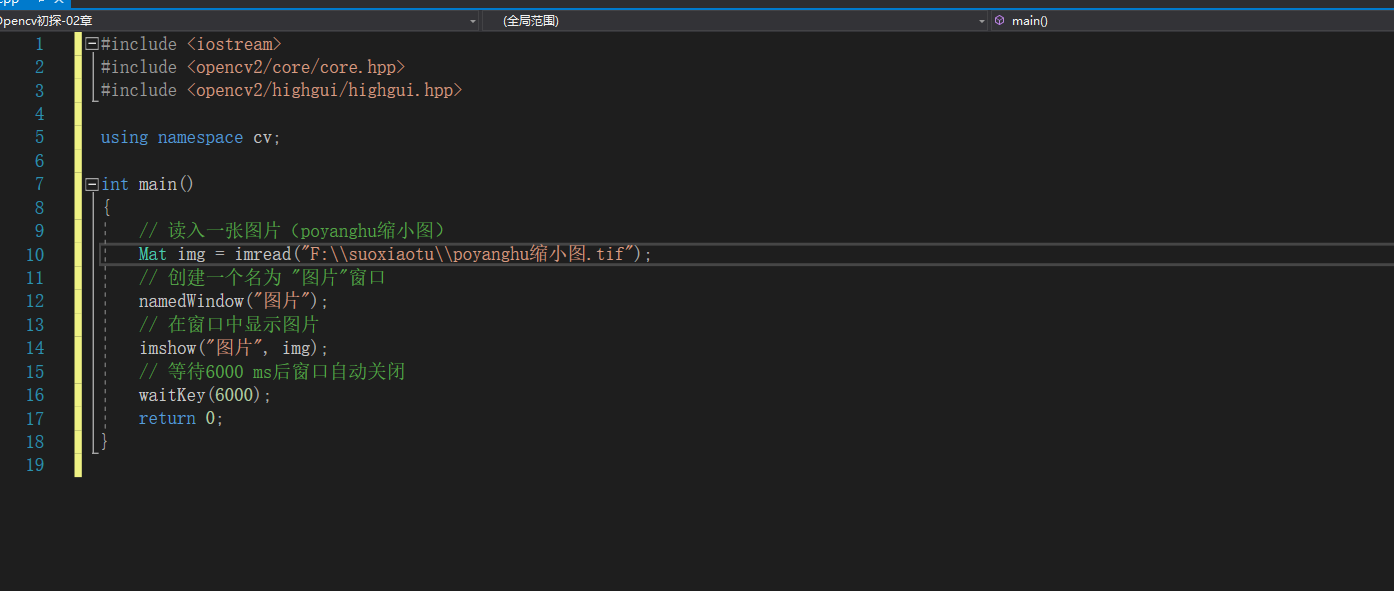 Opencv初探-02章 (全局范围) main()
1 #include <iostream>
2 #include <opencv2/core/core.hpp>
3 #include <opencv2/highgui/highgui.hpp>
4
5 using namespace cv;
6
7 int main()
8 {
9 // 读入一张图片（poyanghu缩小图）
10 Mat img = imread("F:\\suoxiaotu\\poyanghu缩小图.tif");
11 // 创建一个名为 "图片"窗口
12 namedWindow("图片");
13 // 在窗口中显示图片
14 imshow("图片", img);
15 // 等待6000 ms后窗口自动关闭
16 waitKey(6000);
17 return 0;
18 }
19